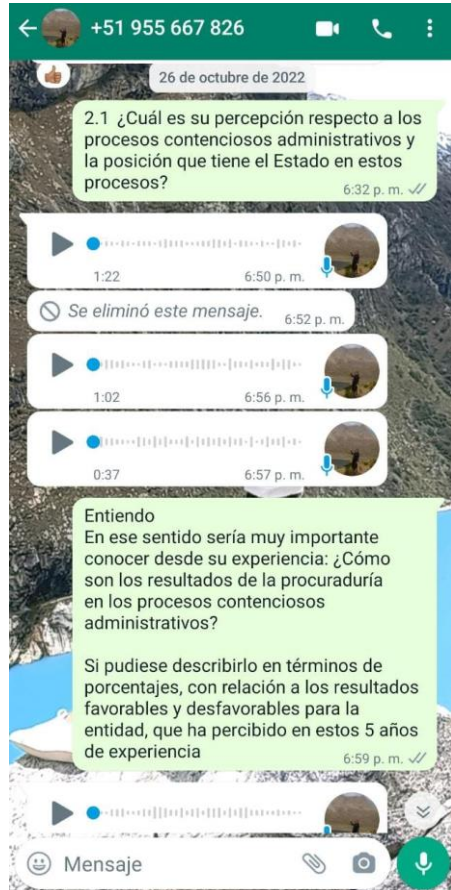 +51 955 667 826
26 de octubre de 2022
2.1 ¿Cuál es su percepción respecto a los
procesos contenciosos administrativos y
la posición que tiene el Estado en estos
procesos?
6:32 p. m.
1:22
6:50 p. m.
Se eliminó este mensaje.
6:52 p. m.
1:02
6:56 p. m.
0:37
6:57 p. m.
Entiendo
En ese sentido sería muy importante
conocer desde su experiencia: ¿Cómo
son los resultados de la procuraduría
en los procesos contenciosos
administrativos?
Si pudiese describirlo en términos de
porcentajes, con relación a los resultados
favorables y desfavorables para la
entidad, que ha percibido en estos 5 años
de experiencia
6:59 p. m.
Mensaje